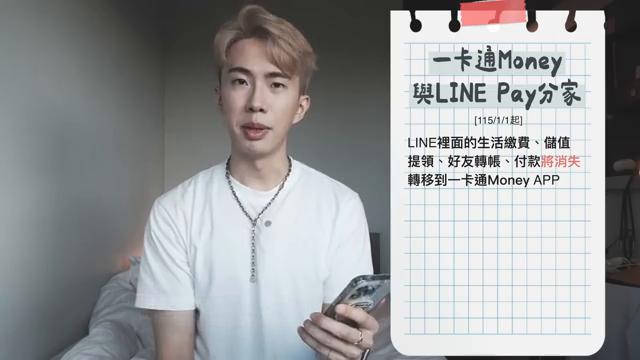 一卡通Money
與LINE Pay分家
[115/1/1起]
LINE裡面的生活繳費、儲值
提領、好友轉帳、付款將消失
轉移到一卡通Money APP